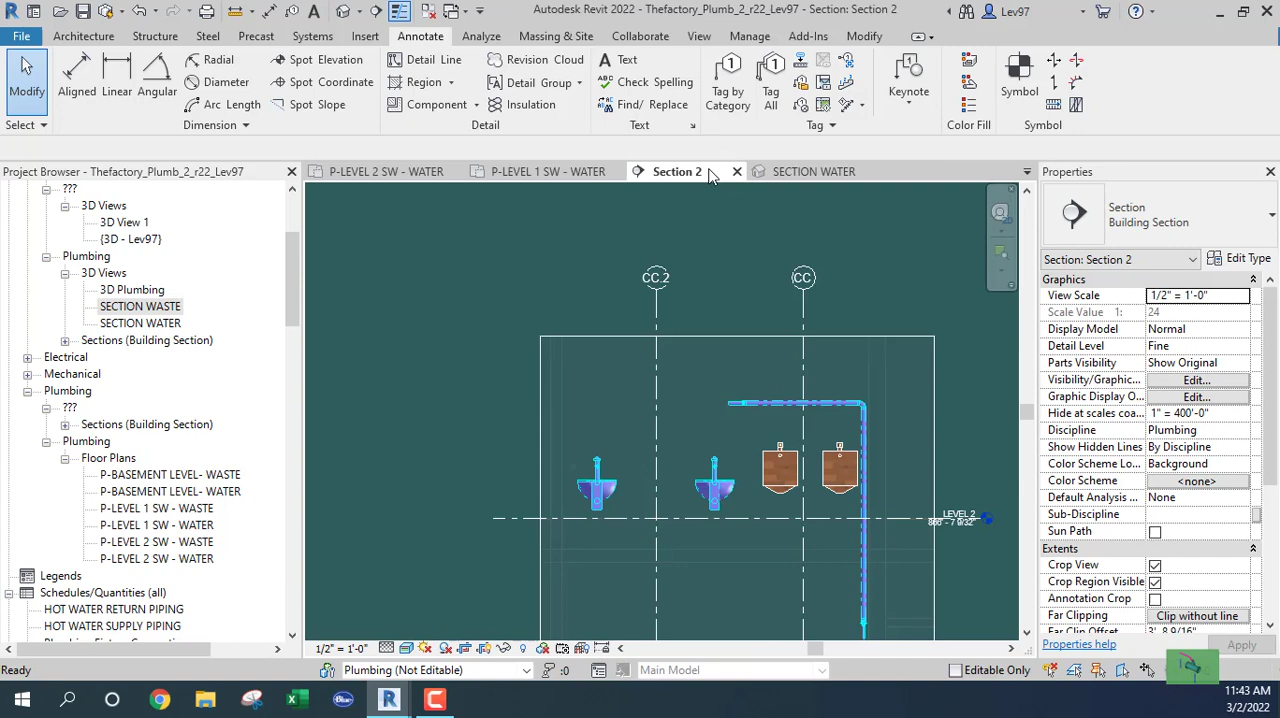 Autodesk Revit 2022 - Thefactory_Plumb_2_r22_Lev97 - Section: Section 2
Lev97
File Architecture Structure Steel Precast Systems Insert Annotate Analyze Massing & Site Collaborate View Manage Add-Ins Modify
Modify
Aligned Linear Angular
Radial
Diameter
Arc Length
Spot Elevation
Spot Coordinate
Spot Slope
Detail Line
Region
Component
Revision Cloud
Detail Group
Insulation
Text
Check Spelling
Find/ Replace
Tag by Category
Tag All
Keynote
Symbol
Select Dimension Detail Text Tag Color Fill Symbol
Project Browser - Thefactory_Plumb_2_r22_Lev97
P-LEVEL 2 SW - WATER P-LEVEL 1 SW - WATER Section 2 SECTION WATER
Properties
???
3D Views
3D View 1
{3D - Lev97}
Plumbing
3D Views
3D Plumbing
SECTION WASTE
SECTION WATER
Sections (Building Section)
Electrical
Mechanical
Plumbing
???
Sections (Building Section)
Plumbing
Floor Plans
P-BASEMENT LEVEL- WASTE
P-BASEMENT LEVEL- WATER
P-LEVEL 1 SW - WASTE
P-LEVEL 1 SW - WATER
P-LEVEL 2 SW - WASTE
P-LEVEL 2 SW - WATER
Legends
Schedules/Quantities (all)
HOT WATER RETURN PIPING
HOT WATER SUPPLY PIPING
CC.2
CC
LEVEL 2
Section
Building Section
Section: Section 2
Edit Type
Graphics
View Scale 1/2" = 1'-0"
Scale Value 1: 24
Display Model Normal
Detail Level Fine
Parts Visibility Show Original
Visibility/Graphic... Edit...
Graphic Display O... Edit...
Hide at scales coa... 1" = 400'-0"
Discipline Plumbing
Show Hidden Lines By Discipline
Color Scheme Lo... Background
Color Scheme <none>
Default Analysis ... None
Sub-Discipline
Sun Path
Extents
Crop View
Crop Region Visible
Annotation Crop
Far Clipping Clip without line
Far Clip Offset 3' 8 9/16"
Properties help
Apply
1/2" = 1'-0"
Ready
Plumbing (Not Editable)
:0
Main Model
Editable Only
11:43 AM
3/2/2022